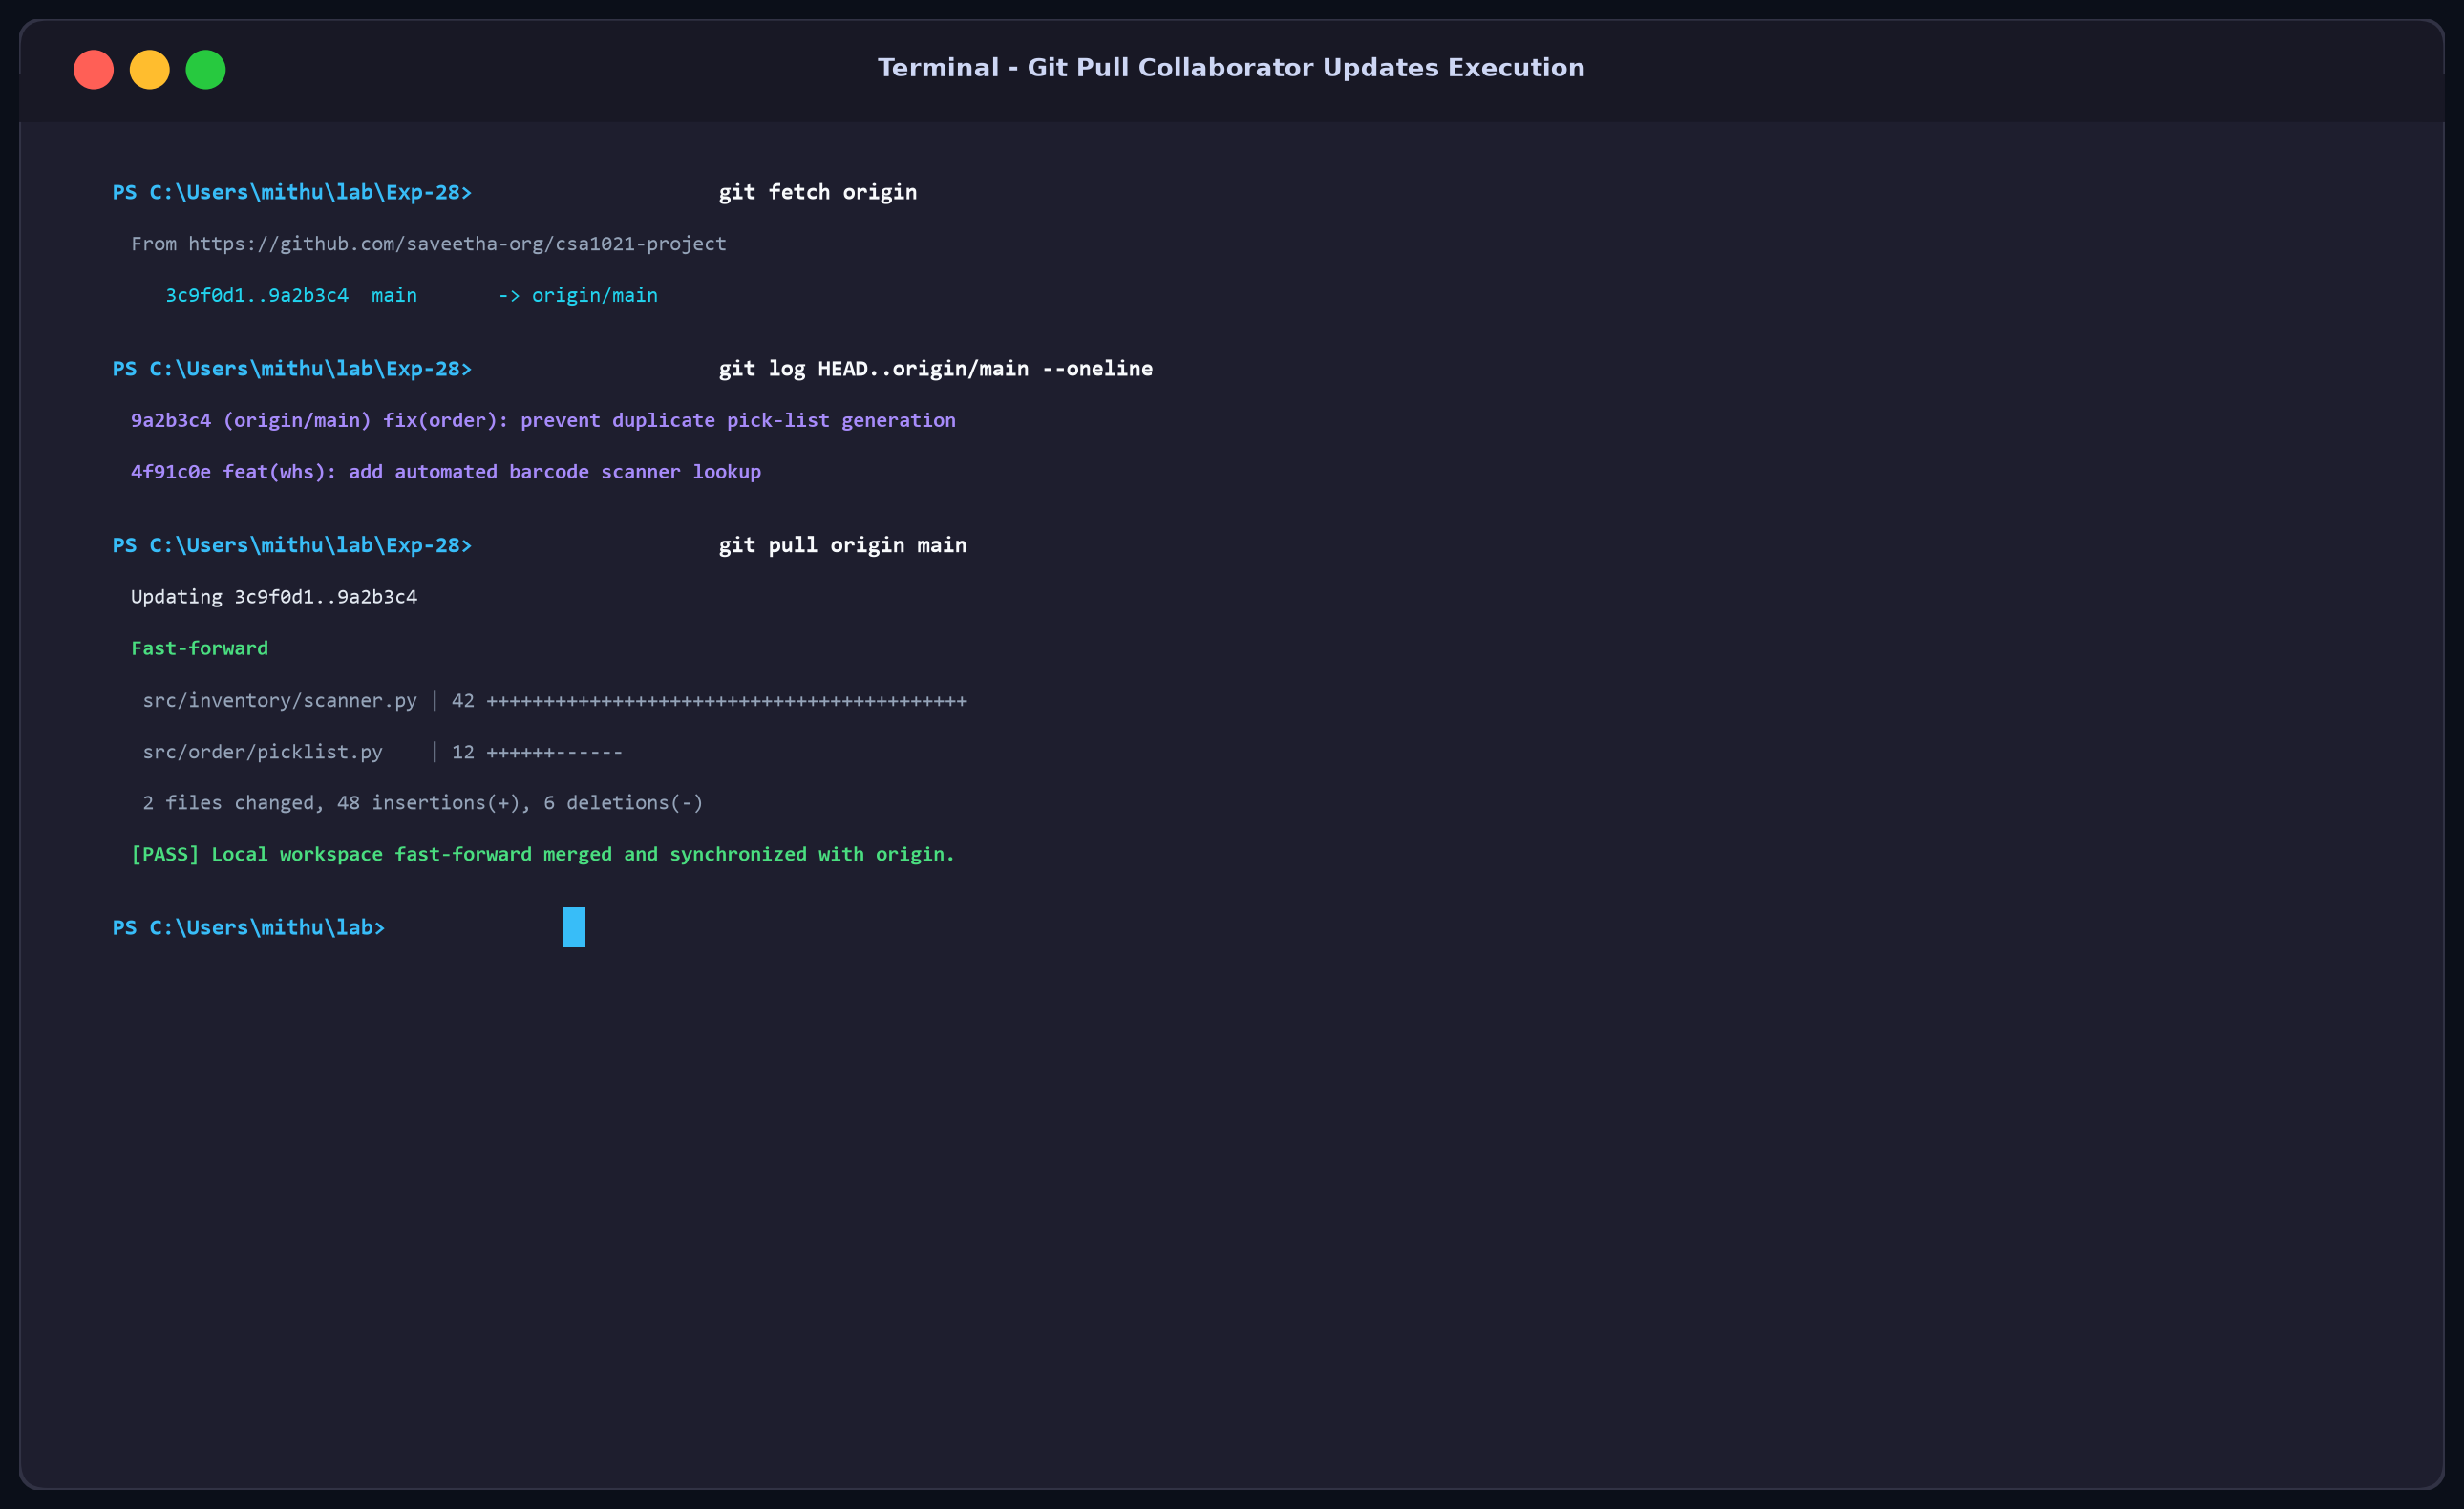 Terminal - Git Pull Collaborator Updates Execution
PS C:\Users\mithu\lab\Exp-28> git fetch origin
From https://github.com/saveetha-org/csa1021-project
3c9f0d1..9a2b3c4  main       -> origin/main
PS C:\Users\mithu\lab\Exp-28> git log HEAD..origin/main --oneline
9a2b3c4 (origin/main) fix(order): prevent duplicate pick-list generation
4f91c0e feat(whs): add automated barcode scanner lookup
PS C:\Users\mithu\lab\Exp-28> git pull origin main
Updating 3c9f0d1..9a2b3c4
Fast-forward
src/inventory/scanner.py | 42 ++++++++++++++++++++++++++++++++++++++++++
src/order/picklist.py    | 12 ++++++------
2 files changed, 48 insertions(+), 6 deletions(-)
[PASS] Local workspace fast-forward merged and synchronized with origin.
PS C:\Users\mithu\lab>